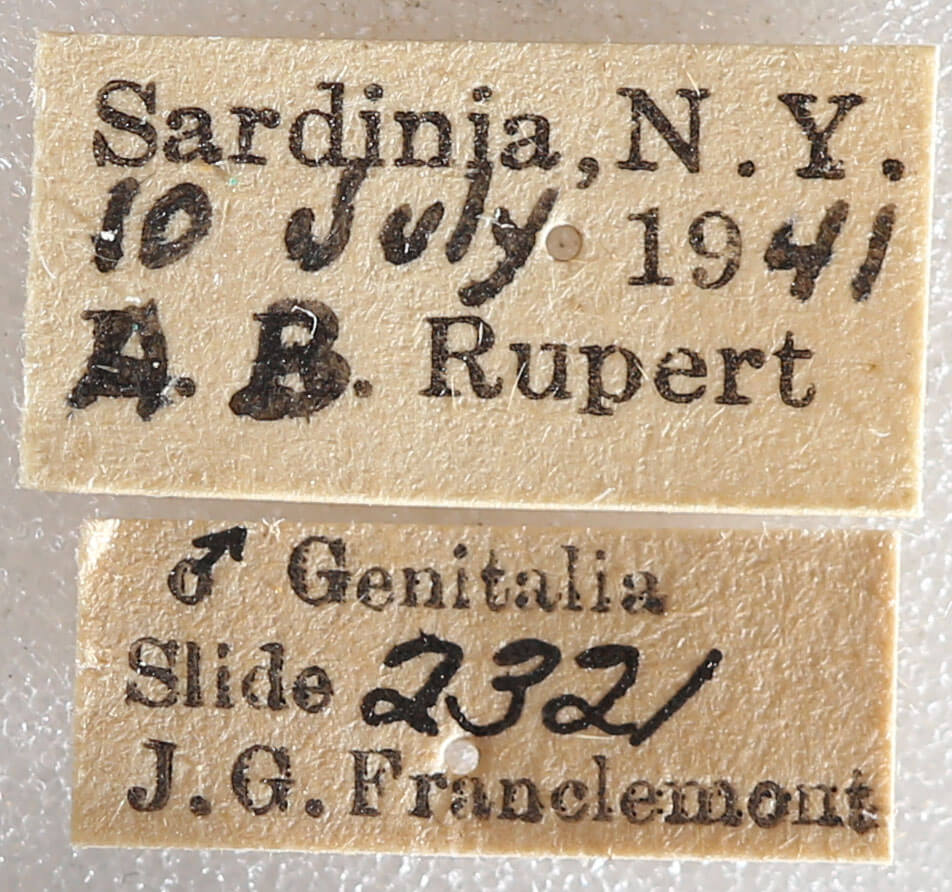 Sardinia, N. Y.
10 July 1941
A. B. Rupert
♂ Genitalia
Slide 2321
J. G. Franclemont